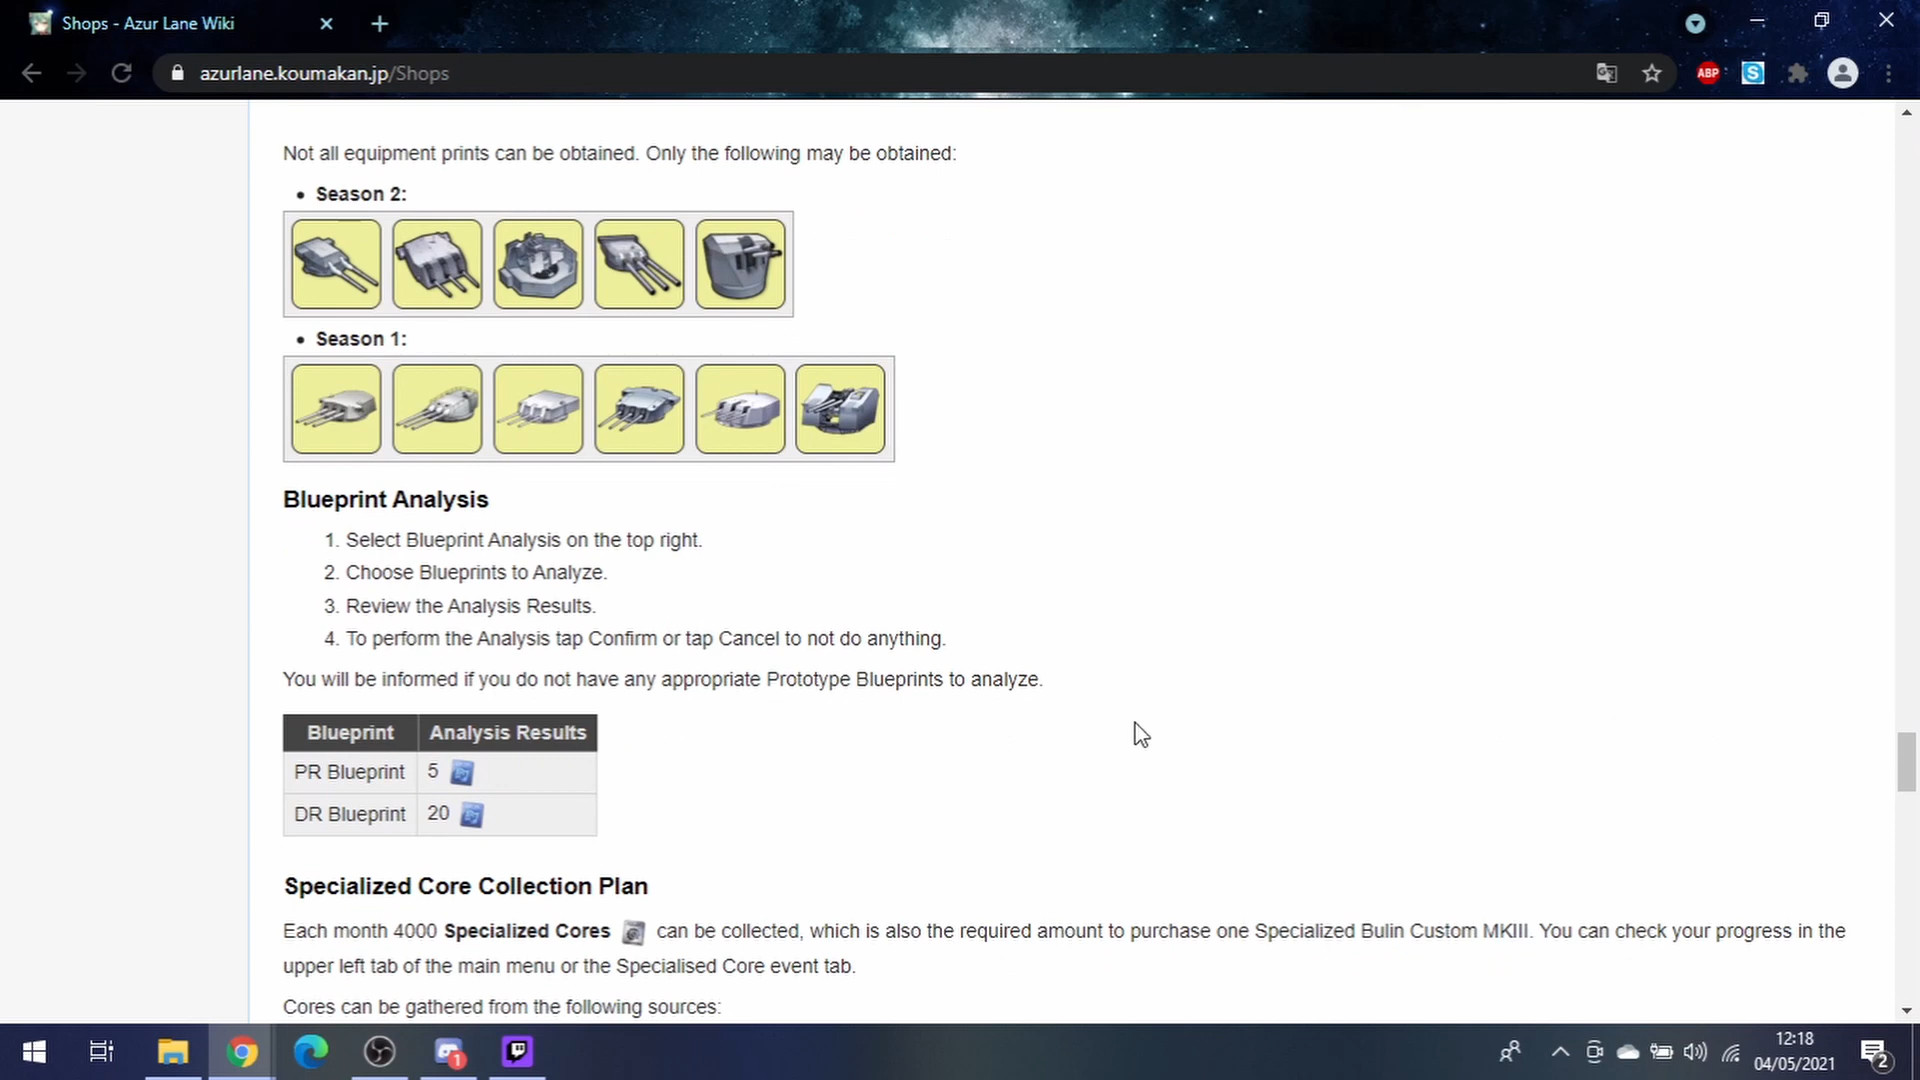 Shops - Azur Lane Wiki
azurlane.koumakan.jp/Shops
ABP
S
Not all equipment prints can be obtained. Only the following may be obtained:
• Season 2:
• Season 1:
Blueprint Analysis
1. Select Blueprint Analysis on the top right.
2. Choose Blueprints to Analyze.
3. Review the Analysis Results.
4. To perform the Analysis tap Confirm or tap Cancel to not do anything.
You will be informed if you do not have any appropriate Prototype Blueprints to analyze.
Blueprint Analysis Results
PR Blueprint 5
DR Blueprint 20
Specialized Core Collection Plan
Each month 4000 Specialized Cores can be collected, which is also the required amount to purchase one Specialized Bulin Custom MKIII. You can check your progress in the
upper left tab of the main menu or the Specialised Core event tab.
Cores can be gathered from the following sources:
1
12:18
04/05/2021
2